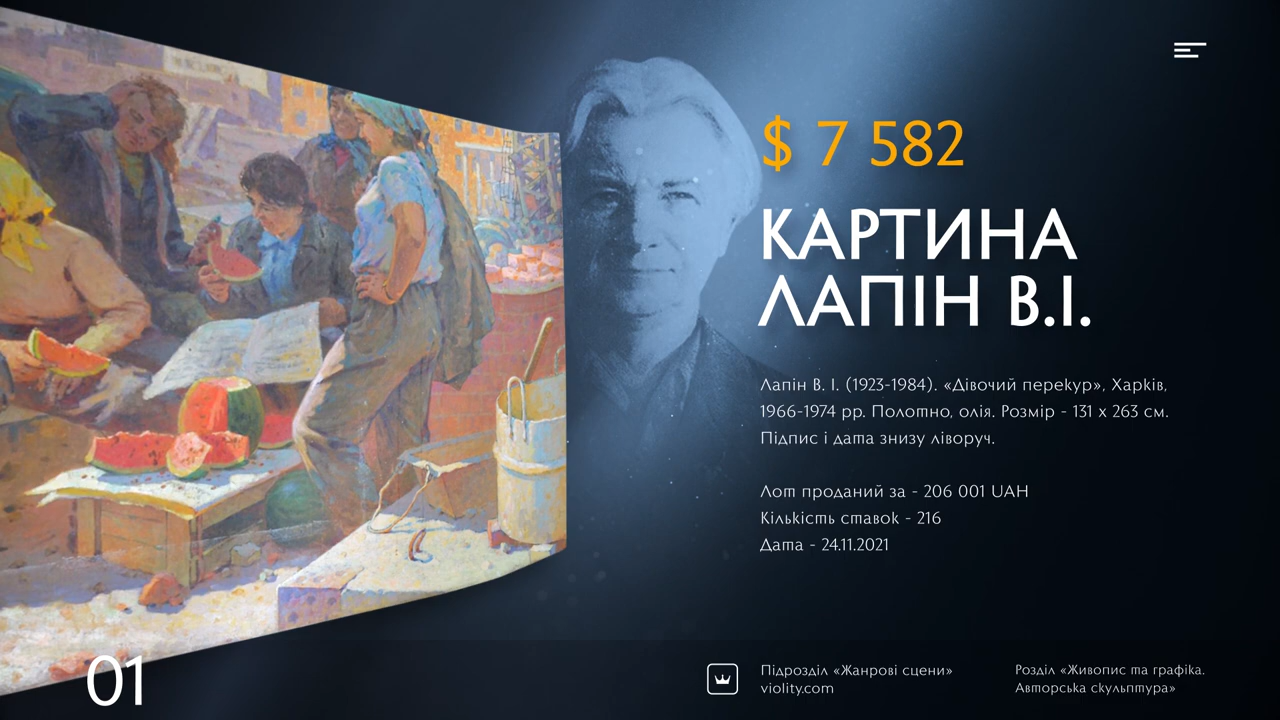 $ 7 582
КАРТИНА
ЛАПІН В.І.
Лапін В. І. (1923-1984). «Дівочий перекур», Харків,
1966-1974 рр. Полотно, олія. Розмір - 131 х 263 см.
Підпис і дата знизу ліворуч.
Лот проданий за - 206 001 UAH
Кількість ставок - 216
Дата - 24.11.2021
01
Підрозділ «Жанрові сцени»
violity.com
Розділ «Живопис та графіка.
Авторська скульптура»